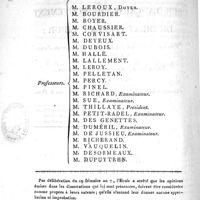 M. LEROUX, Doyen.
M. BOURDIER.
M. BOYER.
M. CHAUSSIER.
M. CORVISART.
M. DEYEUX.
M. DUBOIS.
M. HALLÉ.
M. LALLEMENT.
M. LEROY.
M. PELLETAN.
Professeurs.
M. PERCY.
M. PINEL.
M. RICHARD, Examinateur.
M. SUE, Examinateur.
M. THILLAYE, Président.
M. PETIT-RADEL, Examinateur.
M. DES GENETTES.
M. DUMÉRIL, Examinateur.
M. DE JUSSIEU, Examinateur.
M. RICHERAND.
M. VAUQUELIN.
M. DESORMEAUX.
M. DUPUYTREN.
Par délibération du 19 frimaire an 7, l'École a arrêté que les opinions
émises dans les dissertations qui lui sont présentées, doivent être considérées
comme propres à leurs auteurs; qu'elle n'entend leur donner aucune approbation
ni improbation.